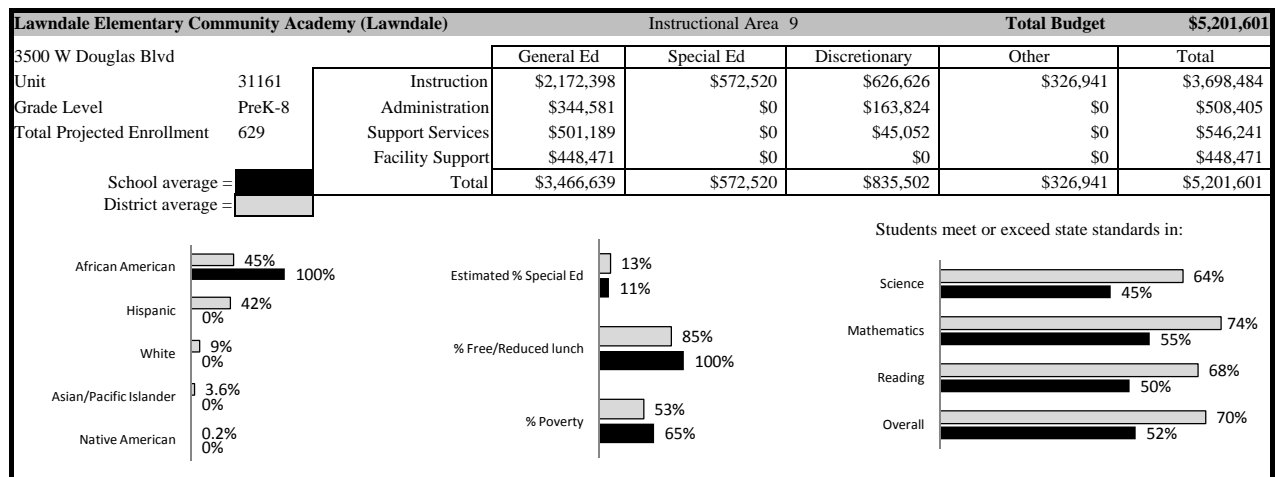 Lawndale Elementary Community Academy (Lawndale) Instructional Area 9 Total Budget $5,201,601
3500 W Douglas Blvd General Ed Special Ed Discretionary Other Total
Unit 31161 Instruction $2,172,398 $572,520 $626,626 $326,941 $3,698,484
Grade Level PreK-8 Administration $344,581 $0 $163,824 $0 $508,405
Total Projected Enrollment 629 Support Services $501,189 $0 $45,052 $0 $546,241
Facility Support $448,471 $0 $0 $0 $448,471
School average = Total $3,466,639 $572,520 $835,502 $326,941 $5,201,601
District average =
African American 45%
100%
Hispanic 42%
0%
White 9%
0%
Asian/Pacific Islander 3.6%
0%
Native American 0.2%
0%
Estimated % Special Ed 13%
11%
% Free/Reduced lunch 85%
100%
% Poverty 53%
65%
Students meet or exceed state standards in:
Science 64%
45%
Mathematics 74%
55%
Reading 68%
50%
Overall 70%
52%